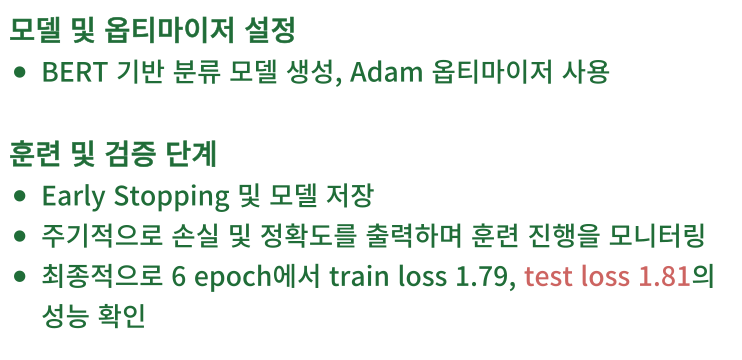 모델 및 옵티마이저 설정
• BERT 기반 분류 모델 생성, Adam 옵티마이저 사용
훈련 및 검증 단계
• Early Stopping 및 모델 저장
• 주기적으로 손실 및 정확도를 출력하며 훈련 진행을 모니터링
• 최종적으로 6 epoch에서 train loss 1.79, test loss 1.81의
성능 확인